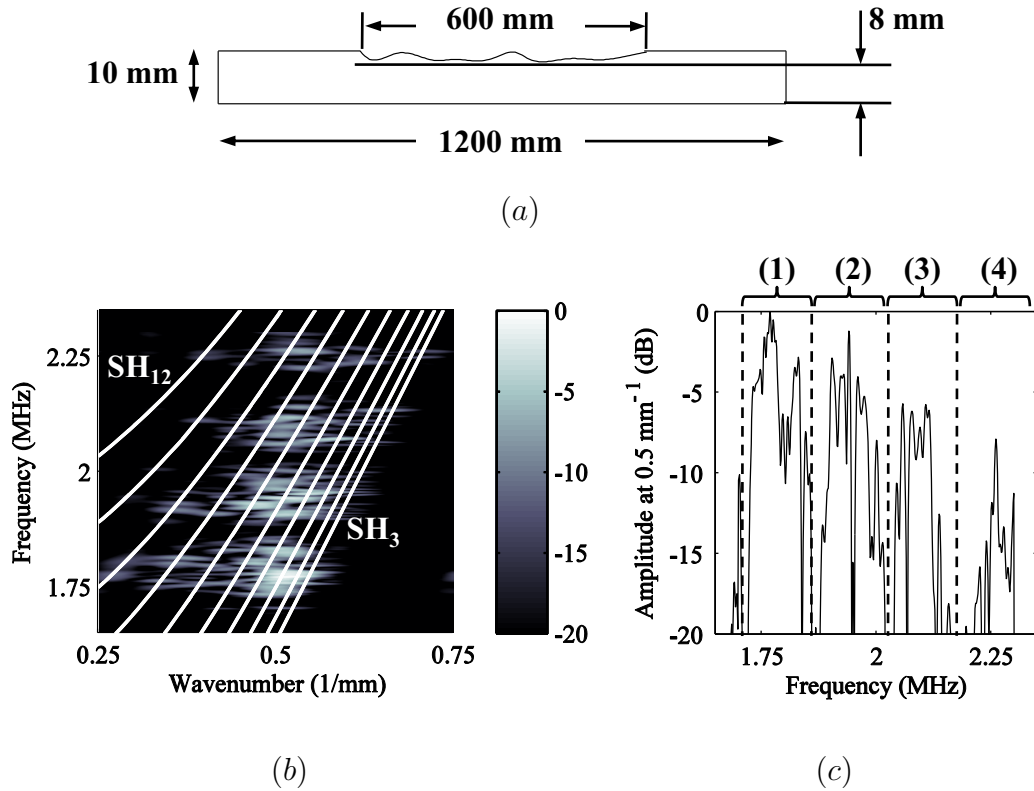 600 mm
8 mm
10 mm
1200 mm
(a)
SH12
SH3
2.25
2
1.75
Frequency (MHz)
0.25
0.5
0.75
Wavenumber (1/mm)
0
-5
-10
-15
-20
(b)
(1)
(2)
(3)
(4)
0
-5
-10
-15
-20
Amplitude at 0.5 mm⁻¹ (dB)
1.75
2
2.25
Frequency (MHz)
(c)